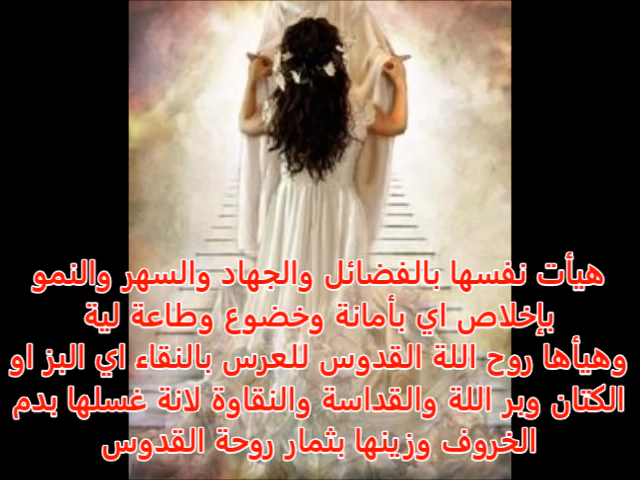 هيأت نفسها بالفضائل والجهاد والسهر والنمو
بإخلاص اي بأمانة وخضوع وطاعة لية
وهيأها روح اللة القدوس للعرس بالنقاء اي البز او
الكتان وبر اللة والقداسة والنقاوة لانة غسلها بدم
الخروف وزينها بثمار روحة القدوس